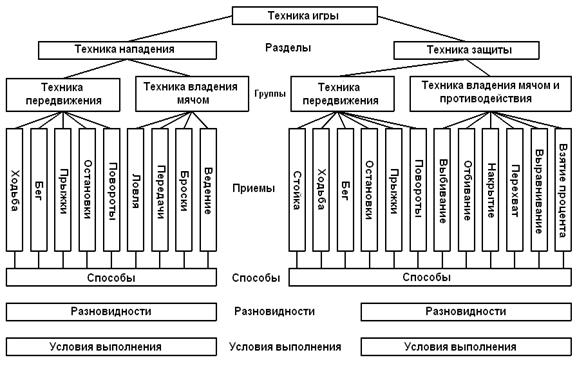 Техника игры
Техника нападения
Разделы
Техника защиты
Техника
передвижения
Техника владения
мячом
Группы
Техника
передвижения
Техника владения мячом и
противодействия
Ходьба
Бег
Прыжки
Остановки
Повороты
Ловля
Передачи
Броски
Ведение
Приемы
Стойка
Ходьба
Бег
Остановки
Прыжки
Повороты
Выбивание
Отбивание
Накрытие
Перехват
Выравнивание
Взятие процента
Способы
Способы
Способы
Разновидности
Разновидности
Разновидности
Условия выполнения
Условия выполнения
Условия выполнения